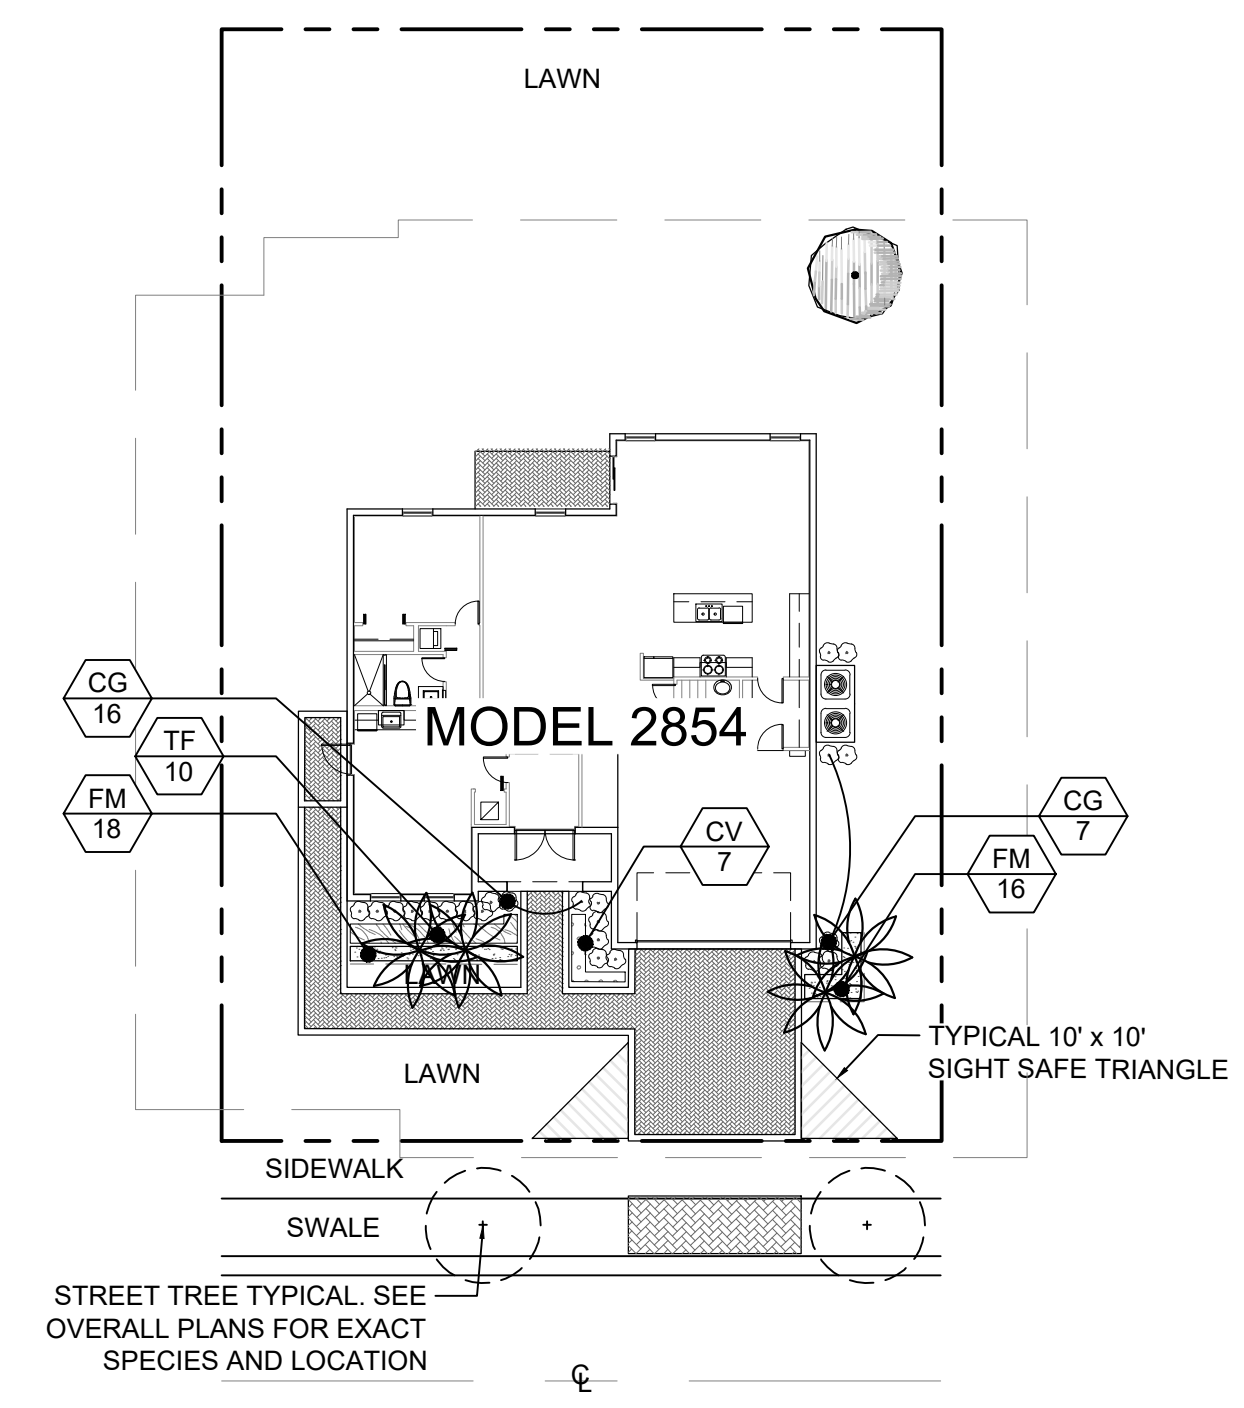 LAWN
CG
16
TF
10
FM
18
MODEL 2854
CV
7
CG
7
FM
16
LAWN
TYPICAL 10' x 10'
SIGHT SAFE TRIANGLE
LAWN
SIDEWALK
SWALE
STREET TREE TYPICAL. SEE
OVERALL PLANS FOR EXACT
SPECIES AND LOCATION
CL